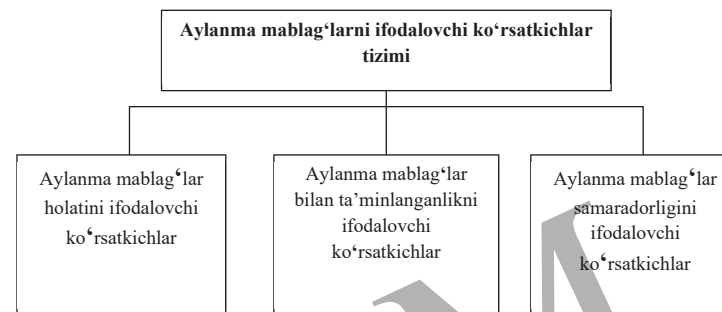 Aylanma mablag‘larni ifodalovchi ko‘rsatkichlar
tizimi
Aylanma mablag‘lar
holatini ifodalovchi
ko‘rsatkichlar
Aylanma mablag‘lar
bilan ta’minlanganlikni
ifodalovchi
ko‘rsatkichlar
Aylanma mablag‘lar
samaradorligini
ifodalovchi
ko‘rsatkichlar